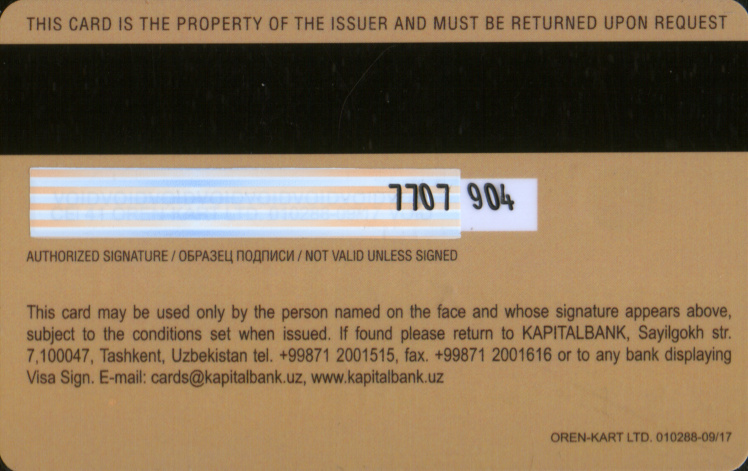 THIS CARD IS THE PROPERTY OF THE ISSUER AND MUST BE RETURNED UPON REQUEST
7707 904
AUTHORIZED SIGNATURE / ОБРАЗЕЦ ПОДПИСИ / NOT VALID UNLESS SIGNED
This card may be used only by the person named on the face and whose signature appears above,
subject to the conditions set when issued. If found please return to KAPITALBANK, Sayilgokh str.
7,100047, Tashkent, Uzbekistan tel. +99871 2001515, fax. +99871 2001616 or to any bank displaying
Visa Sign. E-mail: cards@kapitalbank.uz, www.kapitalbank.uz
OREN-KART LTD. 010288-09/17